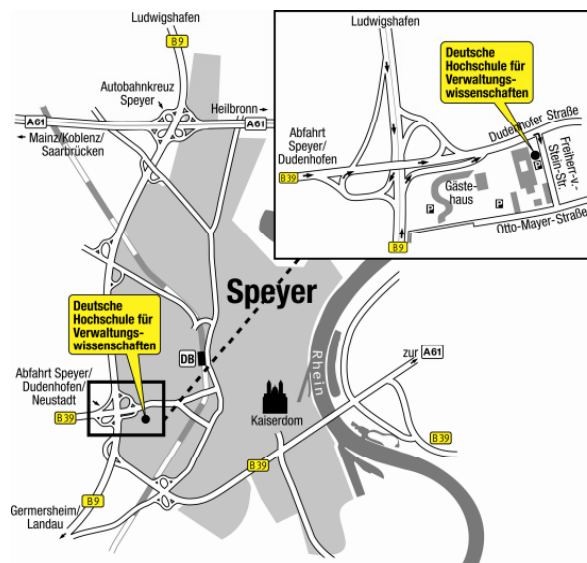 Ludwigshafen
B9
Autobahnkreuz
Speyer
Heilbronn
A61
A61
Mainz/Koblenz/
Saarbrücken
Ludwigshafen
Deutsche
Hochschule für
Verwaltungs-
wissenschaften
Dudenhofer Straße
Abfahrt
Speyer/
Dudenhofen
B39
Gäste-
haus
P
P
P
Freiherr-v.-
Stein-Str.
Otto-Mayer-Straße
B9
Speyer
Deutsche
Hochschule für
Verwaltungs-
wissenschaften
DB
Rhein
zur A61
Abfahrt Speyer/
Dudenhofen/
Neustadt
B39
Kaiserdom
B39
B39
B9
Germersheim/
Landau